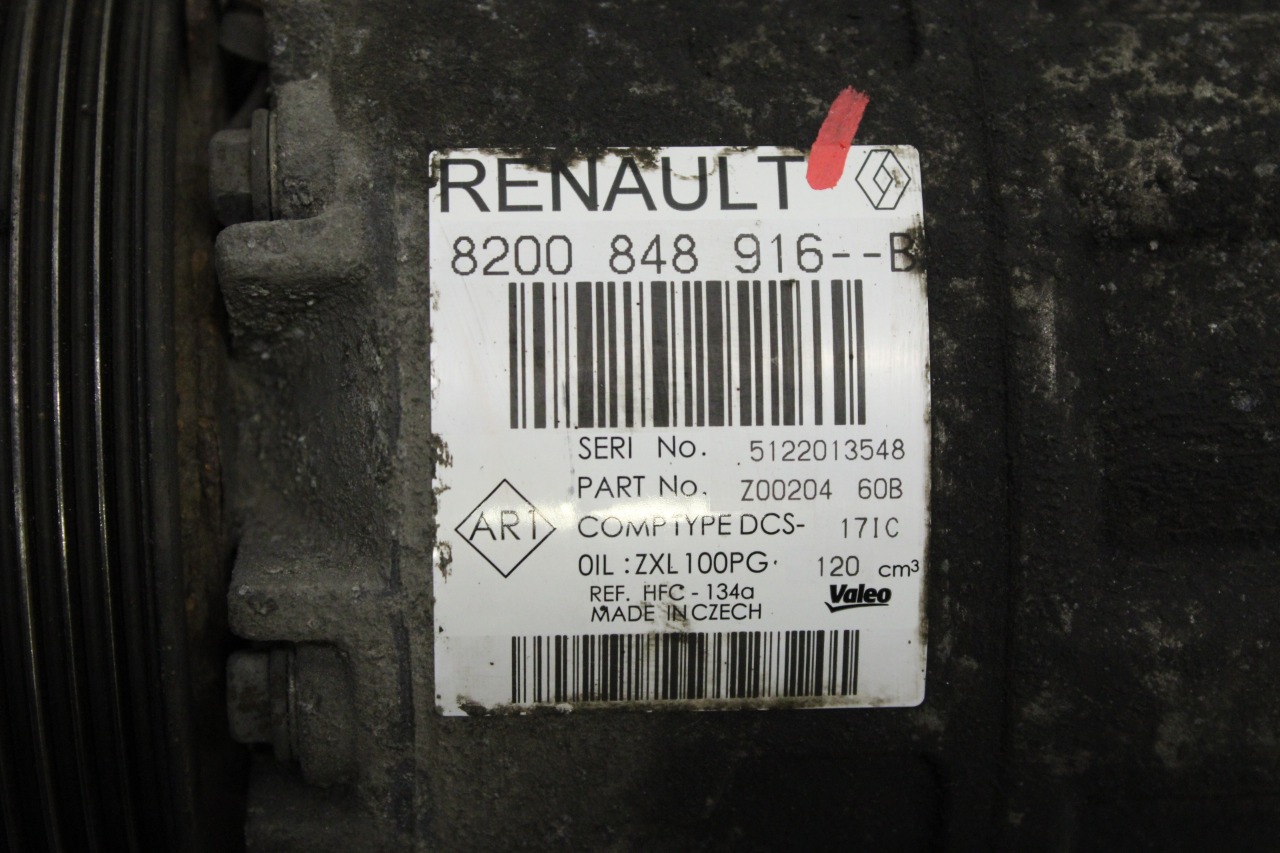 RENAULT
8200 848 916--B
SERI No. 5122013548
PART No. Z00204 60B
ART
COMPTYPE DCS- 17IC
OIL : ZXL100PG. 120 cm³
REF. HFC - 134a
Valeo
MADE IN CZECH